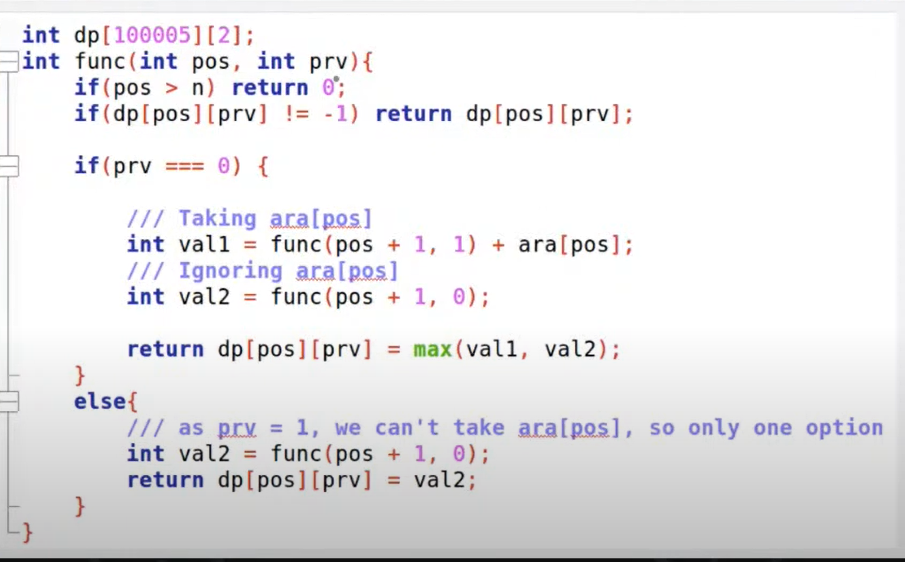 int dp[100005][2];
int func(int pos, int prv){
    if(pos > n) return 0;
    if(dp[pos][prv] != -1) return dp[pos][prv];
    if(prv === 0) {
        /// Taking ara[pos]
        int val1 = func(pos + 1, 1) + ara[pos];
        /// Ignoring ara[pos]
        int val2 = func(pos + 1, 0);
        return dp[pos][prv] = max(val1, val2);
    }
    else{
        /// as prv = 1, we can't take ara[pos], so only one option
        int val2 = func(pos + 1, 0);
        return dp[pos][prv] = val2;
    }
}